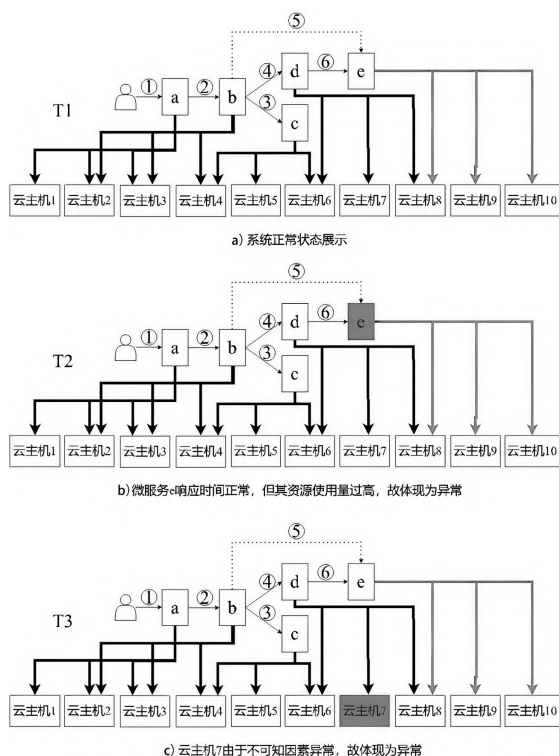 ⑤
④ d ⑥ e
① a ② b
③
T1
c
云主机1 云主机2 云主机3 云主机4 云主机5 云主机6 云主机7 云主机8 云主机9 云主机10
a）系统正常状态展示
⑤
④ d ⑥ e
① a ② b
③
T2
c
云主机1 云主机2 云主机3 云主机4 云主机5 云主机6 云主机7 云主机8 云主机9 云主机10
b）微服务e响应时间正常，但其资源使用量过高，故体现为异常
⑤
④ d ⑥ e
① a ② b
③
T3
c
云主机1 云主机2 云主机3 云主机4 云主机5 云主机6 云主机7 云主机8 云主机9 云主机10
c）云主机7由于不可知因素异常，故体现为异常